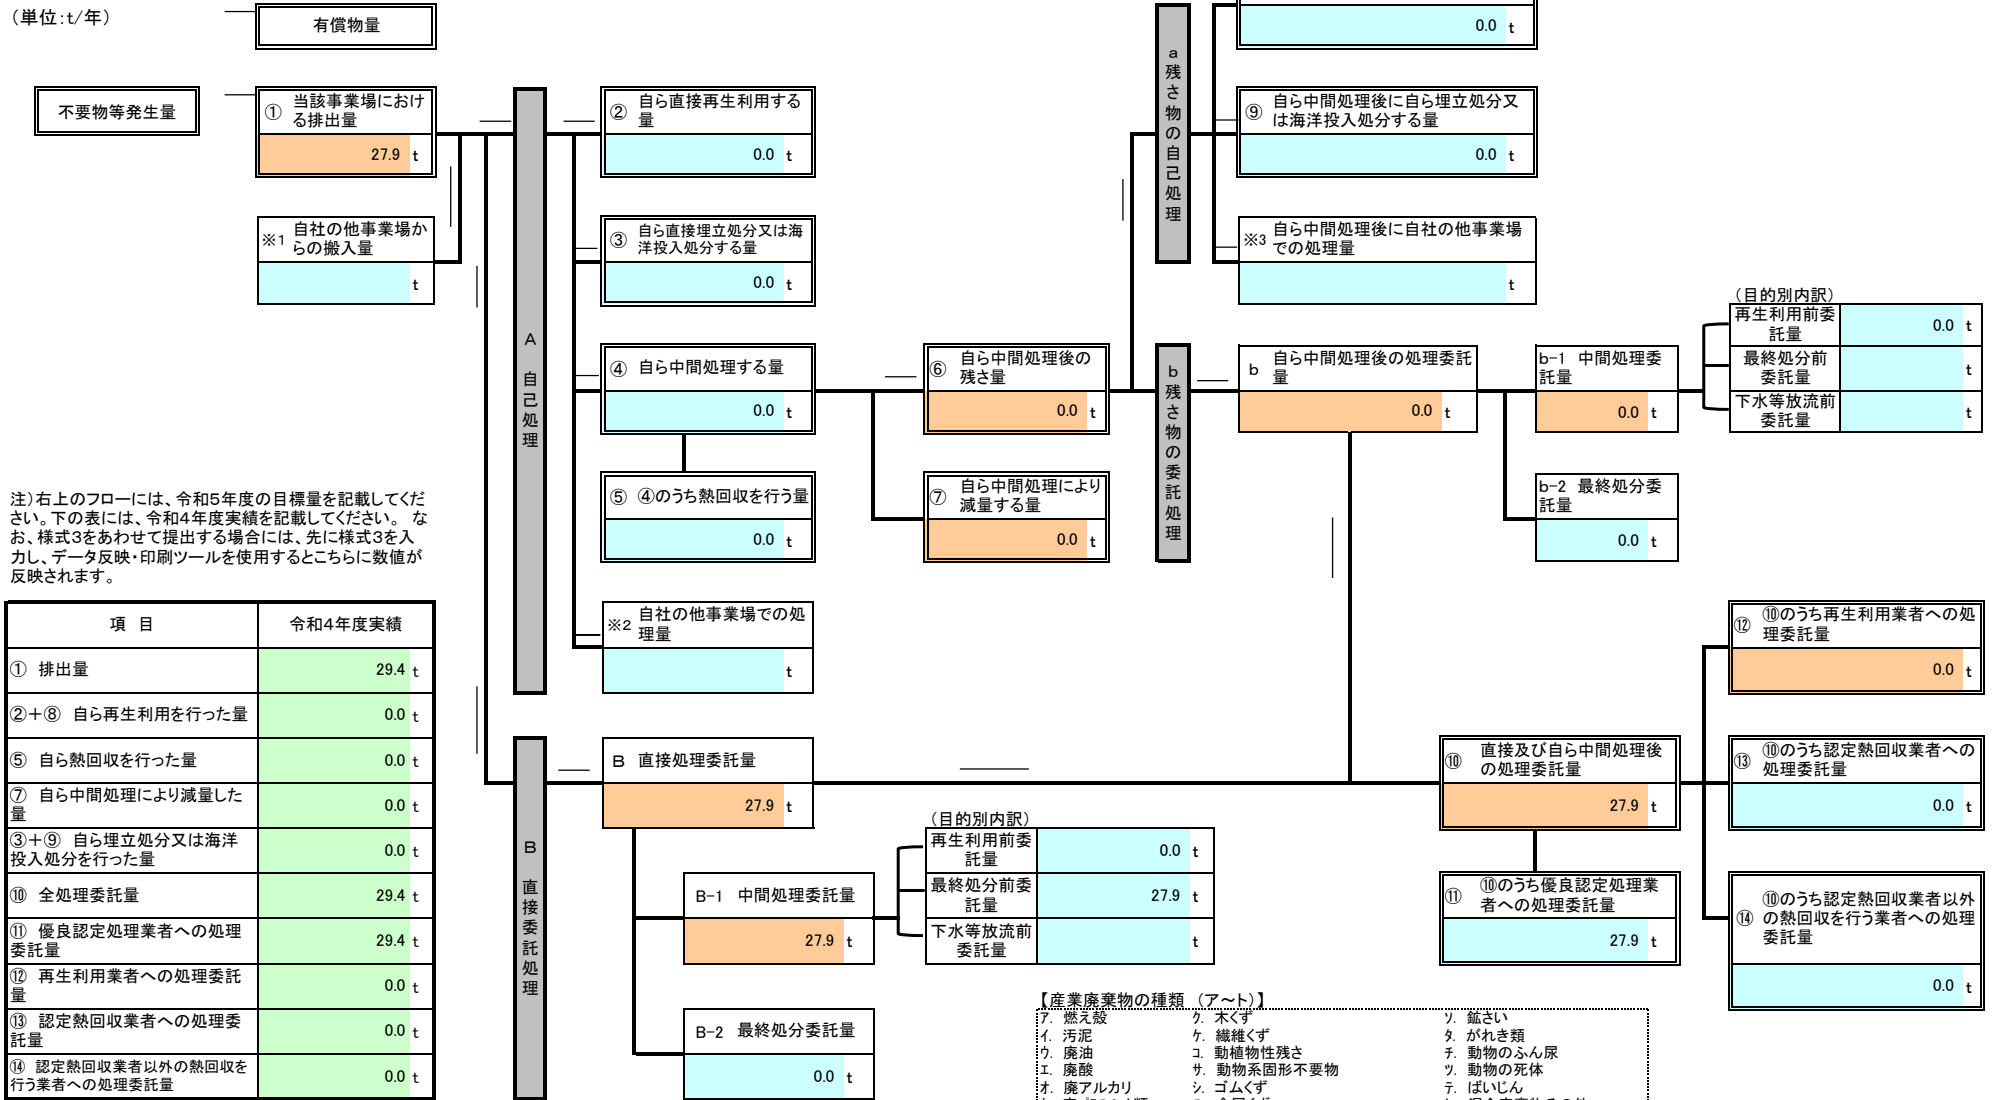 （単位:t/年）
有償物量
0.0 t
不要物等発生量
① 当該事業場におけ
る排出量
27.9 t
※1 自社の他事業場か
らの搬入量
t
A 自己処理
② 自ら直接再生利用する
量
0.0 t
③ 自ら直接埋立処分又は海
洋投入処分する量
0.0 t
④ 自ら中間処理する量
0.0 t
⑤ ④のうち熱回収を行う量
0.0 t
※2 自社の他事業場での処
理量
t
⑥ 自ら中間処理後の
残さ量
0.0 t
⑦ 自ら中間処理により
減量する量
0.0 t
a 残さ物の自己処理
⑨ 自ら中間処理後に自ら埋立処分又
は海洋投入処分する量
0.0 t
※3 自ら中間処理後に自社の他事業場
での処理量
t
b 残さ物の委託処理
b 自ら中間処理後の処理委託
量
0.0 t
b-1 中間処理委
託量
0.0 t
（目的別内訳）
再生利用前委
託量
0.0 t
最終処分前
委託量
t
下水等放流前
委託量
t
b-2 最終処分委
託量
0.0 t
注）右上のフローには、令和5年度の目標量を記載してくだ
さい。下の表には、令和4年度実績を記載してください。 な
お、様式3をあわせて提出する場合には、先に様式3を入
力し、データ反映・印刷ツールを使用するとこちらに数値が
反映されます。
項 目 令和4年度実績
① 排出量 29.4 t
②＋⑧ 自ら再生利用を行った量 0.0 t
⑤ 自ら熱回収を行った量 0.0 t
⑦ 自ら中間処理により減量した
量 0.0 t
③＋⑨ 自ら埋立処分又は海洋
投入処分を行った量 0.0 t
⑩ 全処理委託量 29.4 t
⑪ 優良認定処理業者への処理
委託量 29.4 t
⑫ 再生利用業者への処理委託
量 0.0 t
⑬ 認定熱回収業者への処理委
託量 0.0 t
⑭ 認定熱回収業者以外の熱回収を
行う業者への処理委託量 0.0 t
B 直接委託処理
B 直接処理委託量
27.9 t
B-1 中間処理委託量
27.9 t
（目的別内訳）
再生利用前委
託量
0.0 t
最終処分前委
託量
27.9 t
下水等放流前
委託量
t
B-2 最終処分委託量
0.0 t
⑩ 直接及び自ら中間処理後
の処理委託量
27.9 t
⑪ ⑩のうち優良認定処理業
者への処理委託量
27.9 t
⑫ ⑩のうち再生利用業者への処
理委託量
0.0 t
⑬ ⑩のうち認定熱回収業者への
処理委託量
0.0 t
⑭ ⑩のうち認定熱回収業者以外
の熱回収を行う業者への処理
委託量
0.0 t
【産業廃棄物の種類 （ア～ト）】
ア. 燃え殻 ク. 木くず ソ. 鉱さい
イ. 汚泥 ケ. 繊維くず タ. がれき類
ウ. 廃油 コ. 動植物性残さ チ. 動物のふん尿
エ. 廃酸 サ. 動物系固形不要物 ツ. 動物の死体
オ. 廃アルカリ シ. ゴムくず テ. ばいじん